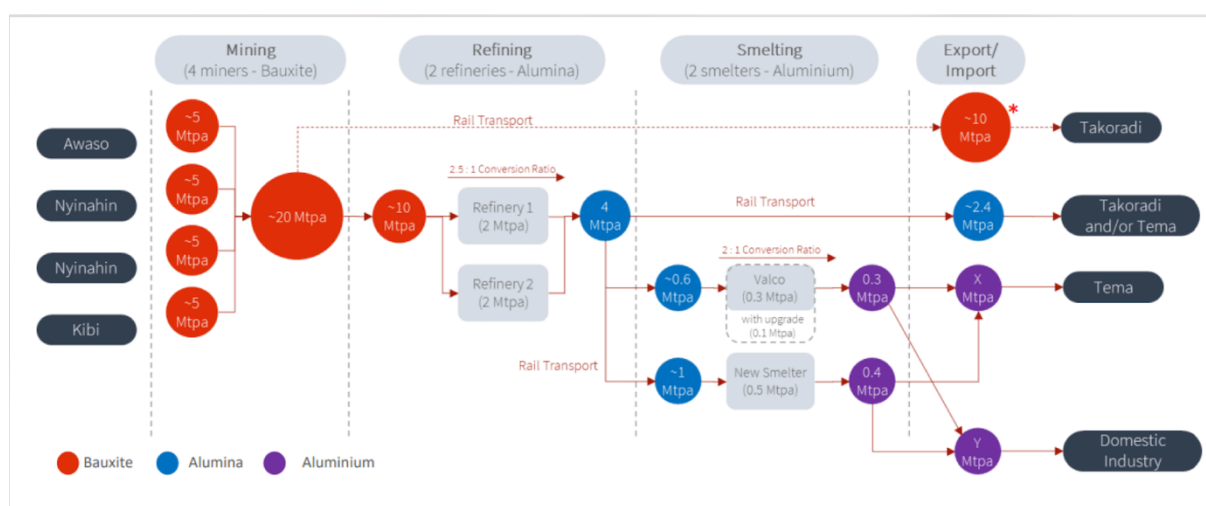 Mining
(4 miners - Bauxite)
Refining
(2 refineries - Alumina)
Smelting
(2 smelters - Aluminium)
Export/
Import
Awaso
Nyinahin
Nyinahin
Kibi
~5
Mtpa
~5
Mtpa
~5
Mtpa
~5
Mtpa
~20 Mtpa
Rail Transport
~10
Mtpa
*
Takoradi
~10
Mtpa
2.5 : 1 Conversion Ratio
Refinery 1
(2 Mtpa)
Refinery 2
(2 Mtpa)
4
Mtpa
Rail Transport
~2.4
Mtpa
Takoradi
and/or Tema
2 : 1 Conversion Ratio
~0.6
Mtpa
Valco
(0.3 Mtpa)
with upgrade
(0.1 Mtpa)
0.3
Mtpa
X
Mtpa
Tema
Rail Transport
~1
Mtpa
New Smelter
(0.5 Mtpa)
0.4
Mtpa
Y
Mtpa
Domestic
Industry
Bauxite
Alumina
Aluminium